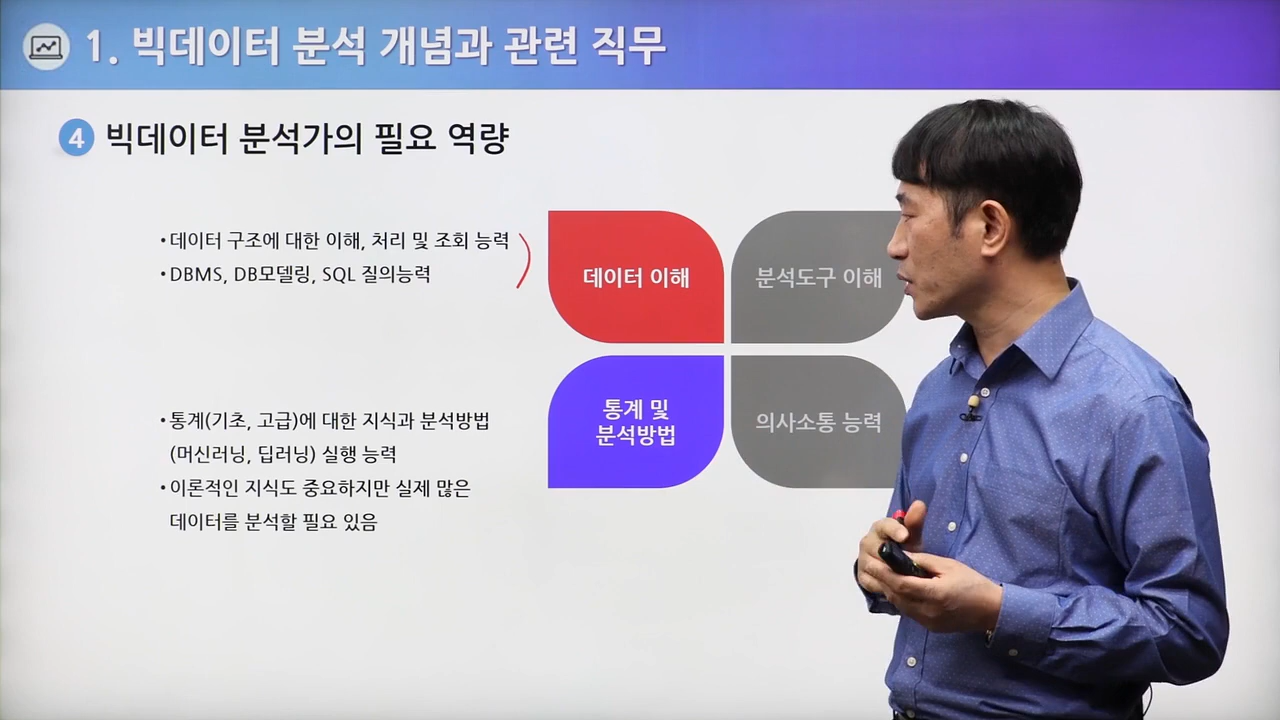 1. 빅데이터 분석 개념과 관련 직무
4 빅데이터 분석가의 필요 역량
•데이터 구조에 대한 이해, 처리 및 조회 능력
•DBMS, DB모델링, SQL 질의능력
데이터 이해
분석도구 이해
•통계(기초, 고급)에 대한 지식과 분석방법
(머신러닝, 딥러닝) 실행 능력
•이론적인 지식도 중요하지만 실제 많은
데이터를 분석할 필요 있음
통계 및
분석방법
의사소통 능력